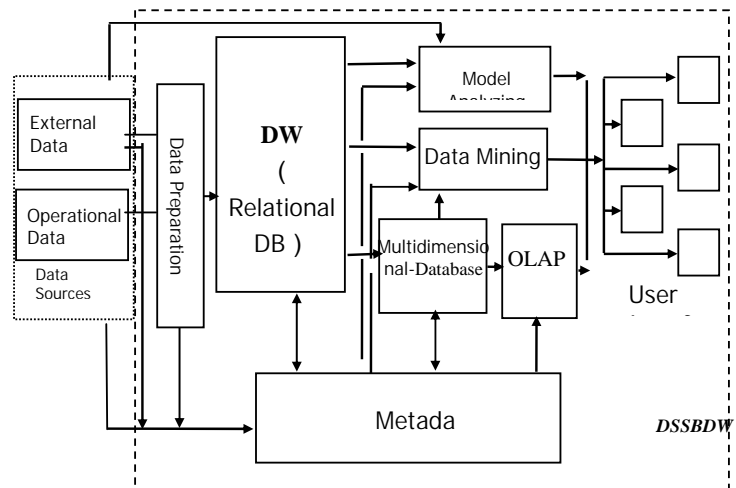 External
Data
Operational
Data
Data
Sources
Data Preparation
DW
(
Relational
DB )
Model
Analyzing
Data Mining
Multidimensio
nal-Database
OLAP
User
Metada
DSSBDW